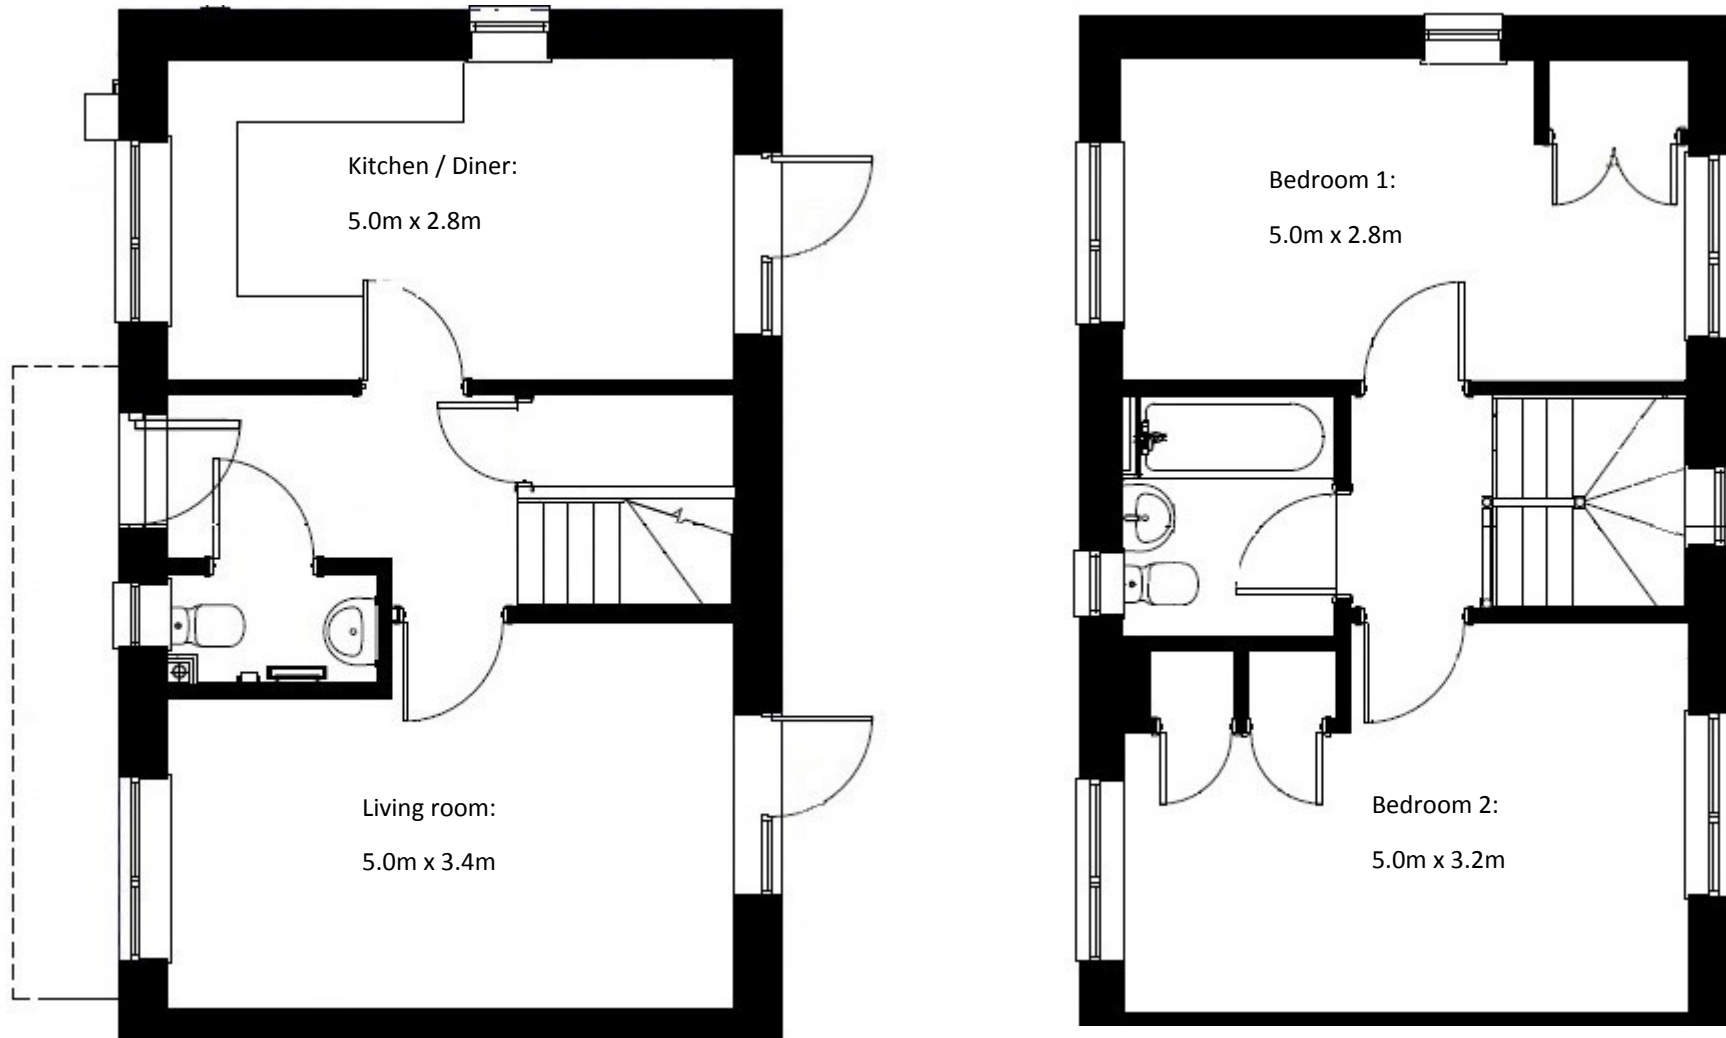 Kitchen / Diner:
5.0m x 2.8m
Living room:
5.0m x 3.4m
Bedroom 1:
5.0m x 2.8m
Bedroom 2:
5.0m x 3.2m